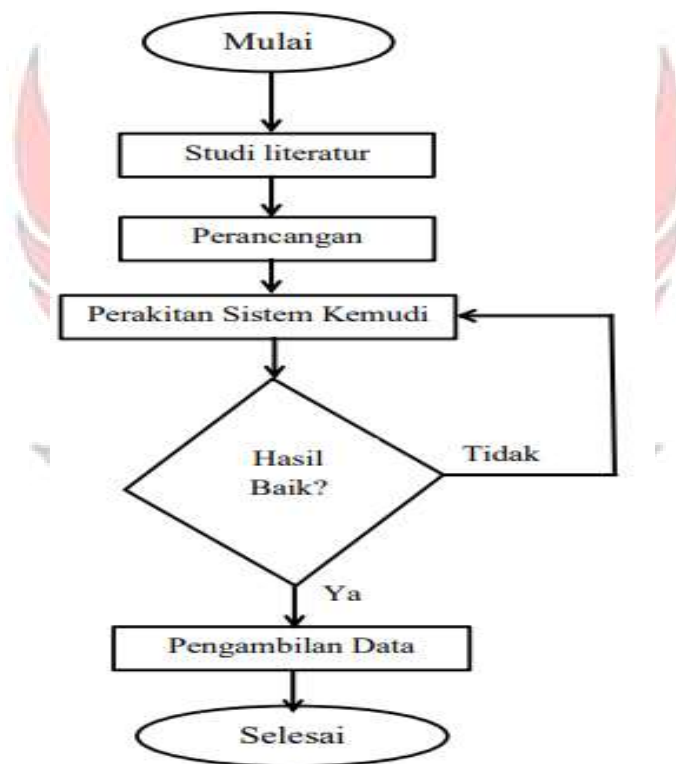 Mulai
Studi literatur
Perancangan
Perakitan Sistem Kemudi
Hasil
Baik?
Tidak
Ya
Pengambilan Data
Selesai